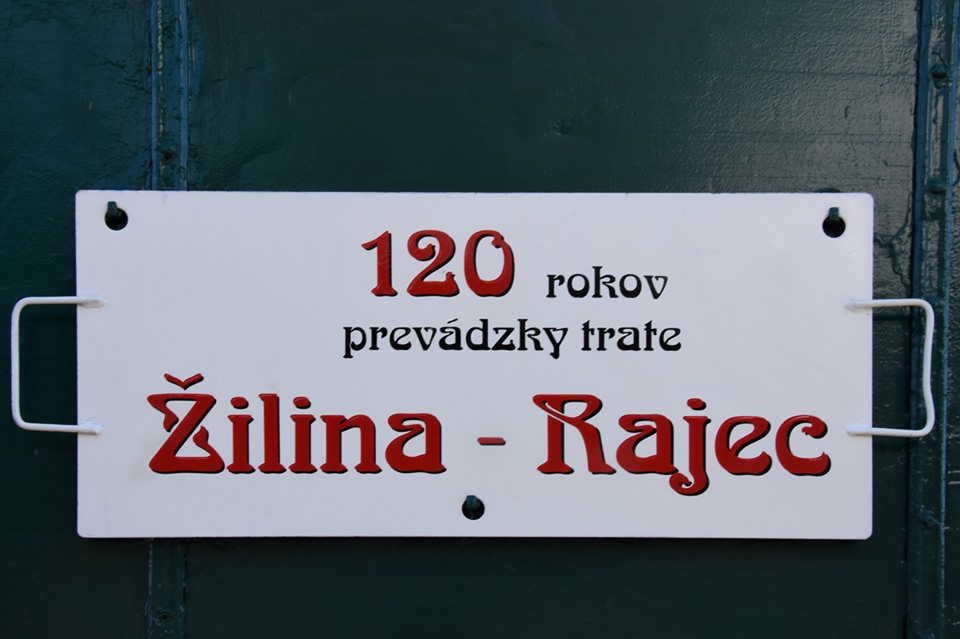 120 rokov
prevádzky trate
Žilina - Rajec